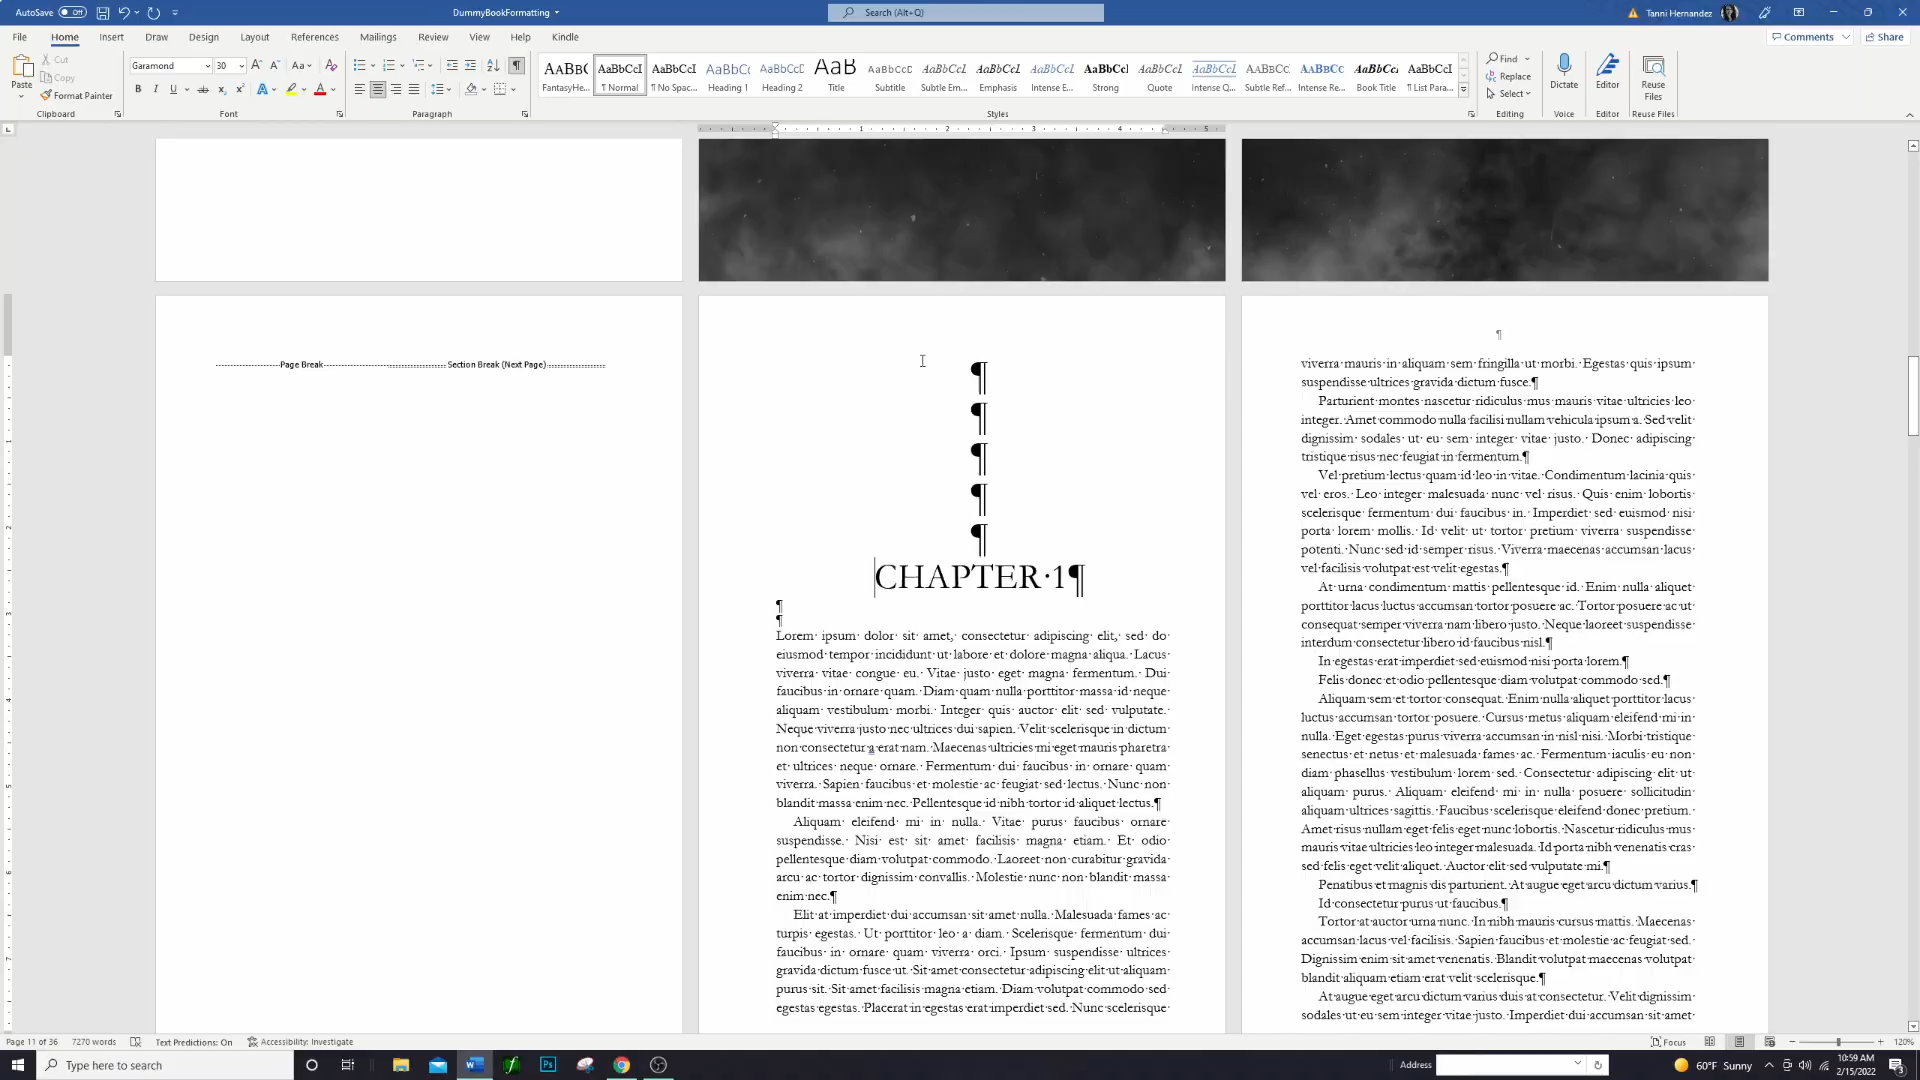 AutoSave Off
DummyBookFormatting
Search (Alt+Q)
Tanni Hernandez
File Home Insert Draw Design Layout References Mailings Review View Help Kindle
Comments Share
Paste
Cut
Copy
Format Painter
Clipboard
Garamond 30
Font
Paragraph
AABBC AaBbCcI AaBbCcI AaBbCc AaBbCcD AaB AaBbCcD AaBbCcL AaBbCcL AaBbCcL AaBbCcl AaBbCcL AaBbCcL AABBCC AABBCC AaBbCcL AaBbCcI
FantasyHe... ¶ Normal ¶ No Spac... Heading 1 Heading 2 Title Subtitle Subtle Em... Emphasis Intense E... Strong Quote Intense Q... Subtle Ref... Intense Re... Book Title ¶ List Para...
Styles
Find
Replace
Select
Editing
Dictate
Voice
Editor
Editor
Reuse
Files
Reuse Files
1 2 3 4 5
Page Break Section Break (Next Page)
¶
¶
¶
¶
¶
CHAPTER·1¶
¶
¶
Lorem ipsum dolor sit amet, consectetur adipiscing elit, sed do
eiusmod tempor incididunt ut labore et dolore magna aliqua. Lacus
viverra vitae congue eu. Vitae justo eget magna fermentum. Dui
faucibus in ornare quam. Diam quam nulla porttitor massa id neque
aliquam vestibulum morbi. Integer quis auctor elit sed vulputate.
Neque viverra justo nec ultrices dui sapien. Velit scelerisque in dictum
non consectetur a erat nam. Maecenas ultricies mi eget mauris pharetra
et ultrices neque ornare. Fermentum dui faucibus in ornare quam
viverra. Sapien faucibus et molestie ac feugiat sed lectus. Nunc non
blandit massa enim nec. Pellentesque id nibh tortor id aliquet lectus.¶
Aliquam eleifend mi in nulla. Vitae purus faucibus ornare
suspendisse. Nisi est sit amet facilisis magna etiam. Et odio
pellentesque diam volutpat commodo. Laoreet non curabitur gravida
arcu ac tortor dignissim convallis. Molestie nunc non blandit massa
enim nec.¶
Elit at imperdiet dui accumsan sit amet nulla. Malesuada fames ac
turpis egestas. Ut porttitor leo a diam. Scelerisque fermentum dui
faucibus in ornare quam viverra orci. Ipsum suspendisse ultrices
gravida dictum fusce ut. Sit amet consectetur adipiscing elit ut aliquam
purus sit. Sit amet facilisis magna etiam. Diam volutpat commodo sed
egestas egestas. Placerat in egestas erat imperdiet sed. Nunc scelerisque
¶
viverra mauris in aliquam sem fringilla ut morbi. Egestas quis ipsum
suspendisse ultrices gravida dictum fusce.¶
Parturient montes nascetur ridiculus mus mauris vitae ultricies leo
integer. Amet commodo nulla facilisi nullam vehicula ipsum a. Sed velit
dignissim sodales ut eu sem integer vitae justo. Donec adipiscing
tristique risus nec feugiat in fermentum.¶
Vel pretium lectus quam id leo in vitae. Condimentum lacinia quis
vel eros. Leo integer malesuada nunc vel risus. Quis enim lobortis
scelerisque fermentum dui faucibus in. Imperdiet sed euismod nisi
porta lorem mollis. Id velit ut tortor pretium viverra suspendisse
potenti. Nunc sed id semper risus. Viverra maecenas accumsan lacus
vel facilisis volutpat est velit egestas.¶
At urna condimentum mattis pellentesque id. Enim nulla aliquet
porttitor lacus luctus accumsan tortor posuere ac. Tortor posuere ac ut
consequat semper viverra nam libero justo. Neque laoreet suspendisse
interdum consectetur libero id faucibus nisl.¶
In egestas erat imperdiet sed euismod nisi porta lorem.¶
Felis donec et odio pellentesque diam volutpat commodo sed.¶
Aliquam sem et tortor consequat. Enim nulla aliquet porttitor lacus
luctus accumsan tortor posuere. Cursus metus aliquam eleifend mi in
nulla. Eget egestas purus viverra accumsan in nisl nisi. Morbi tristique
senectus et netus et malesuada fames ac. Fermentum iaculis eu non
diam phasellus vestibulum lorem sed. Consectetur adipiscing elit ut
aliquam purus. Aliquam eleifend mi in nulla posuere sollicitudin
aliquam ultrices sagittis. Faucibus scelerisque eleifend donec pretium.
Amet risus nullam eget felis eget nunc lobortis. Nascetur ridiculus mus
mauris vitae ultricies leo integer malesuada. Id porta nibh venenatis cras
sed felis eget velit aliquet. Auctor elit sed vulputate mi.¶
Penatibus et magnis dis parturient. At augue eget arcu dictum varius.¶
Id consectetur purus ut faucibus.¶
Tortor at auctor urna nunc. In nibh mauris cursus mattis. Maecenas
accumsan lacus vel facilisis. Sapien faucibus et molestie ac feugiat sed.
Dignissim enim sit amet venenatis. Blandit volutpat maecenas volutpat
blandit aliquam etiam erat velit scelerisque.¶
At augue eget arcu dictum varius duis at consectetur. Velit dignissim
sodales ut eu sem integer vitae justo. Imperdiet dui accumsan sit amet
Page 11 of 36 7270 words Text Predictions: On Accessibility: Investigate
Focus 120%
Type here to search
Address
60°F Sunny
10:59 AM
2/15/2022